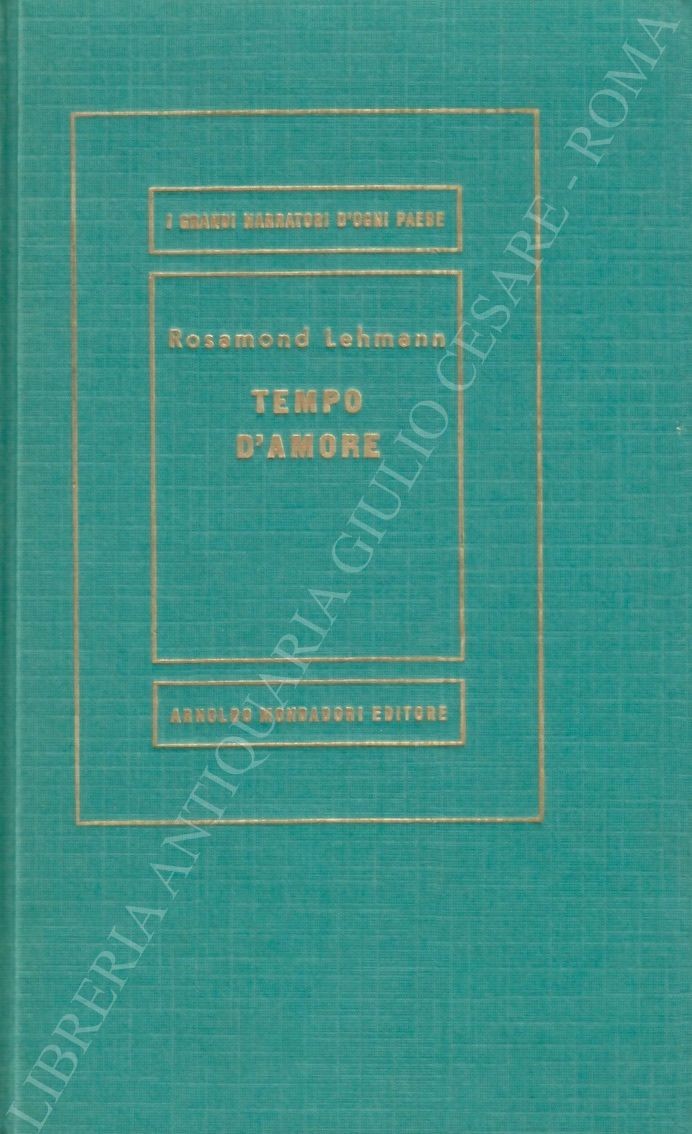 I GRANDI NARRATORI D'OGNI PAESE
Rosamond Lehmann
TEMPO
D'AMORE
ARNOLDO MONDADORI EDITORE
LIBRERIA ANTIQUARIA GIULIO CESARE - ROMA